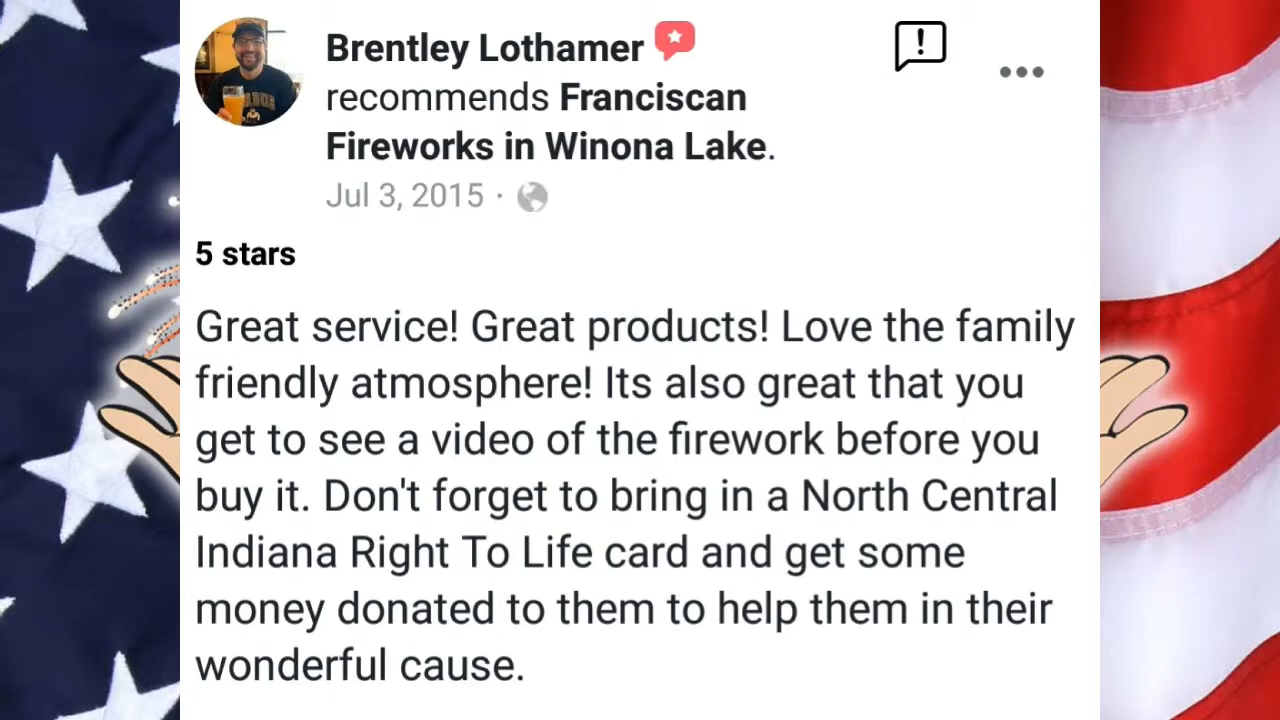 Brentley Lothamer
recommends Franciscan
Fireworks in Winona Lake.
Jul 3, 2015 ·
5 stars
Great service! Great products! Love the family
friendly atmosphere! Its also great that you
get to see a video of the firework before you
buy it. Don't forget to bring in a North Central
Indiana Right To Life card and get some
money donated to them to help them in their
wonderful cause.